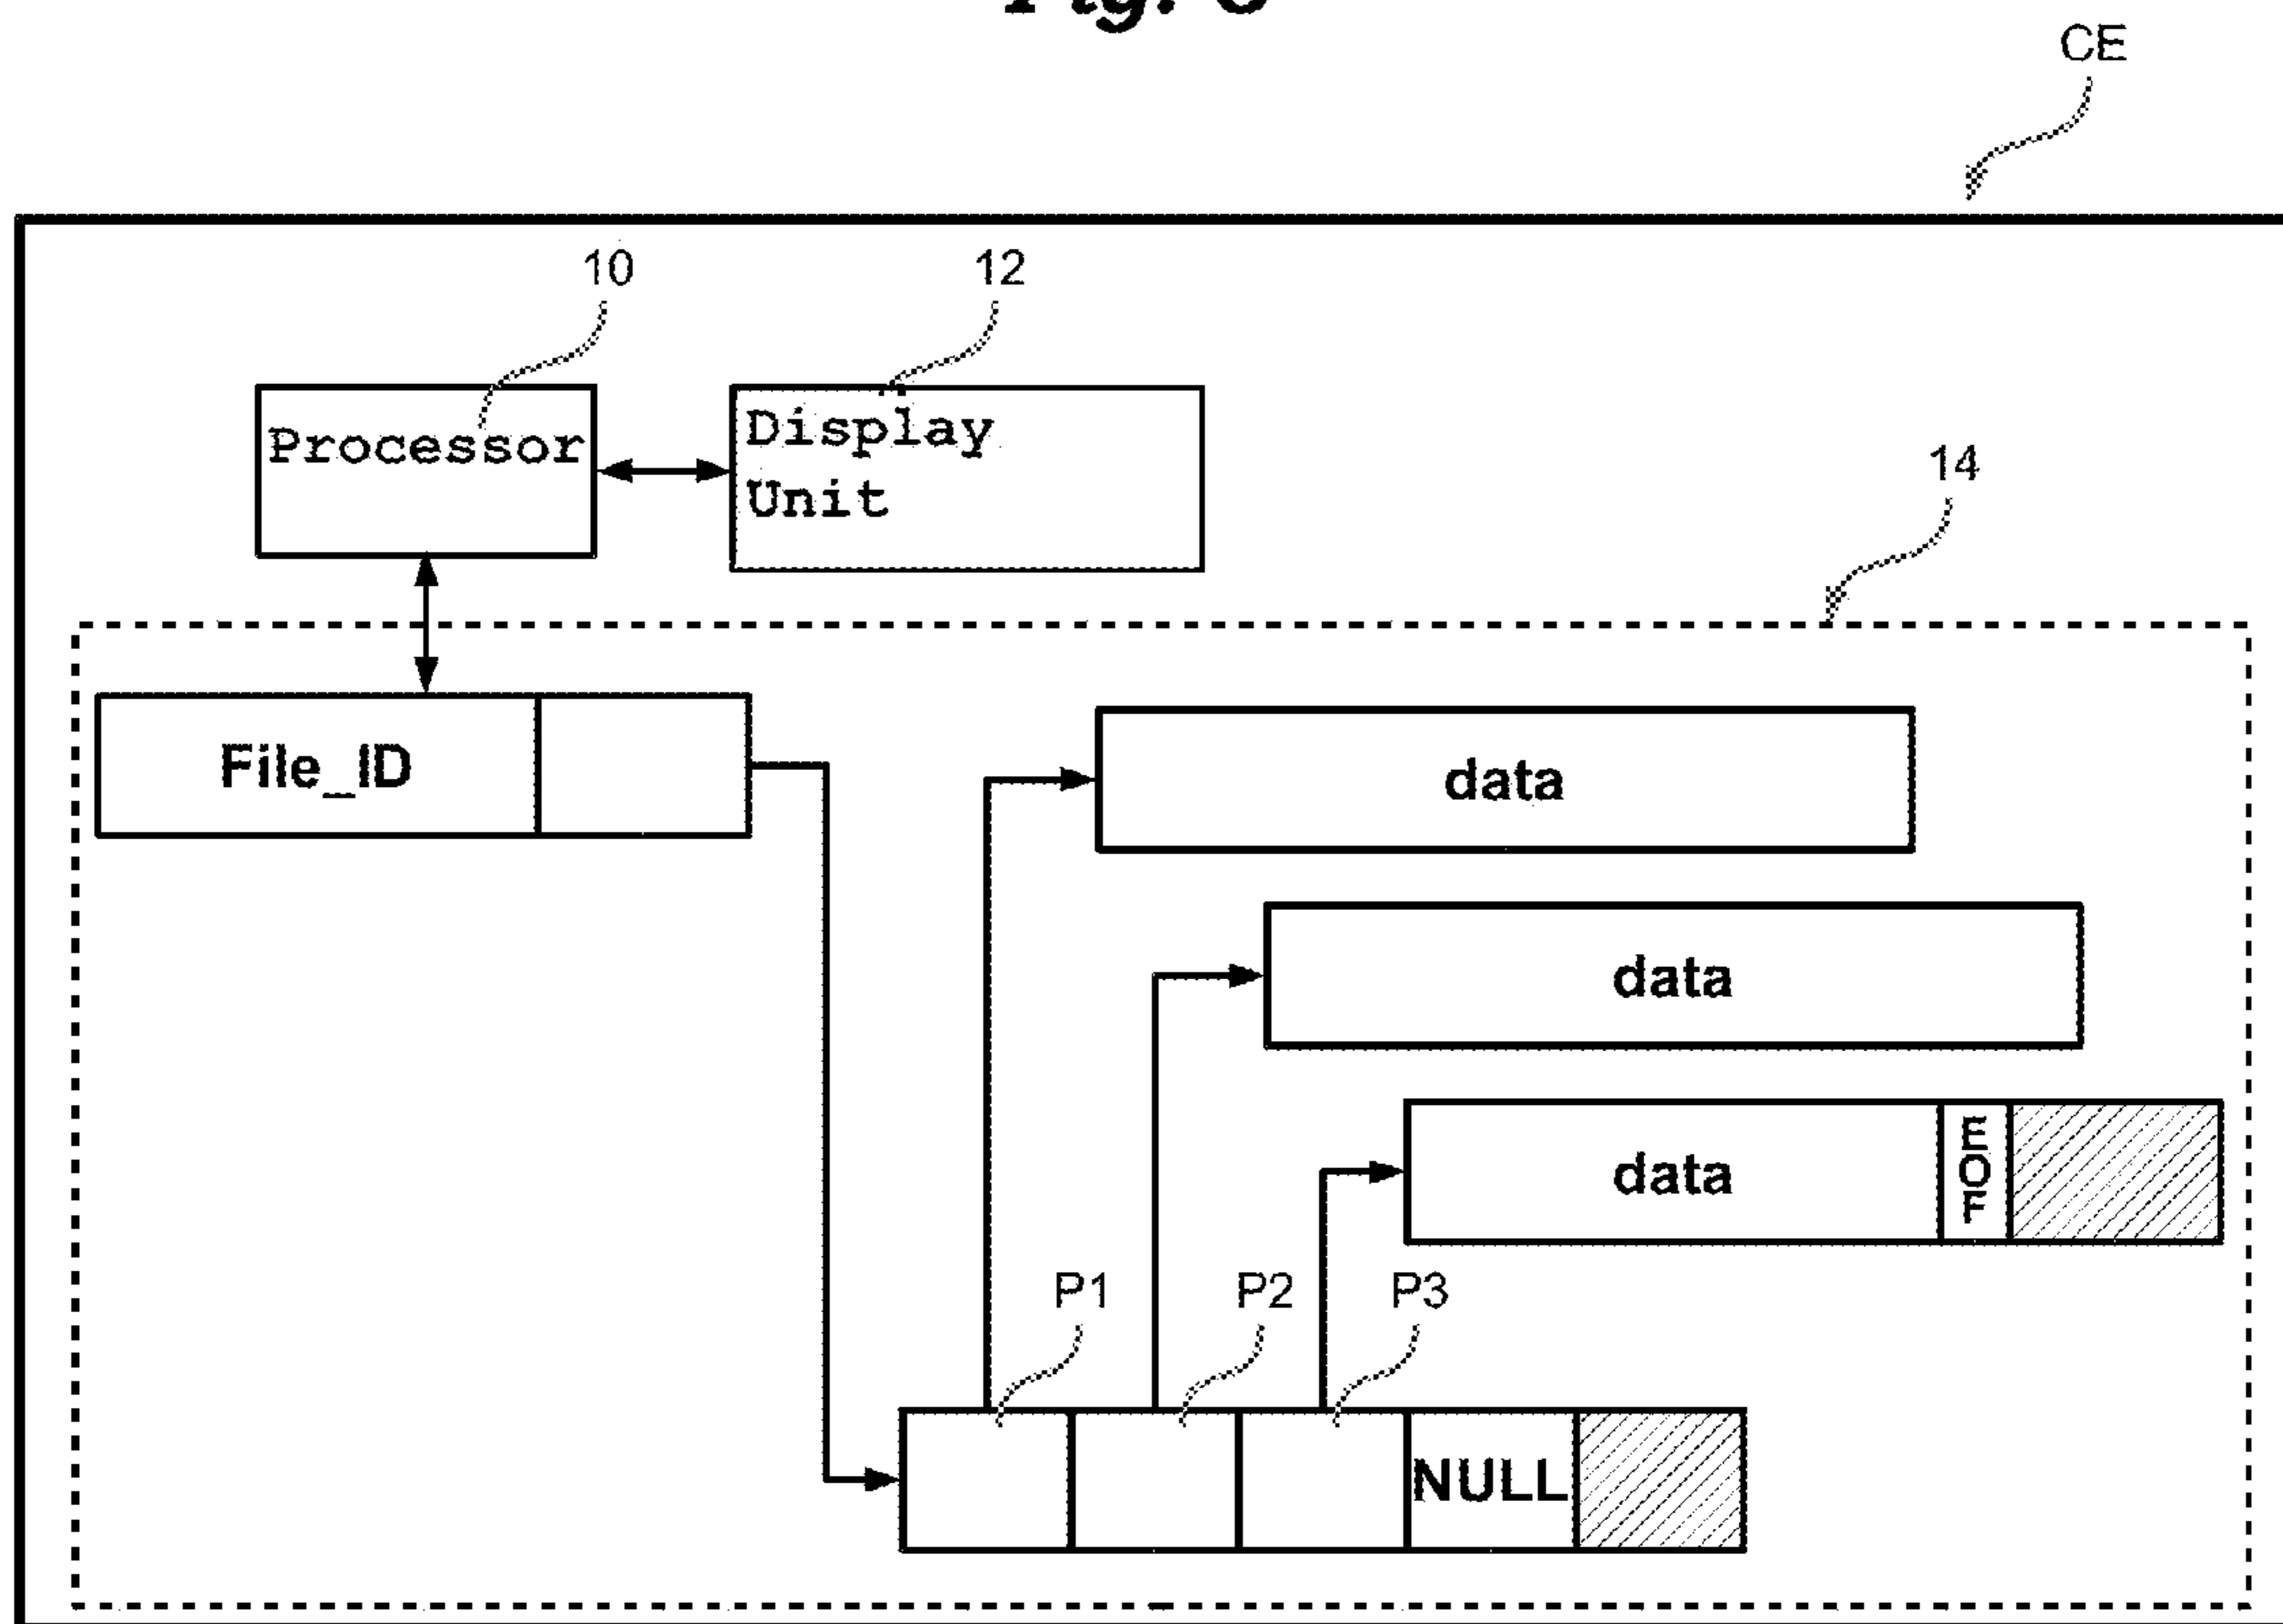 CE
10
12
Processor
Display
Unit
14
File_ID
data
data
data
EOF
P1
P2
P3
NULL